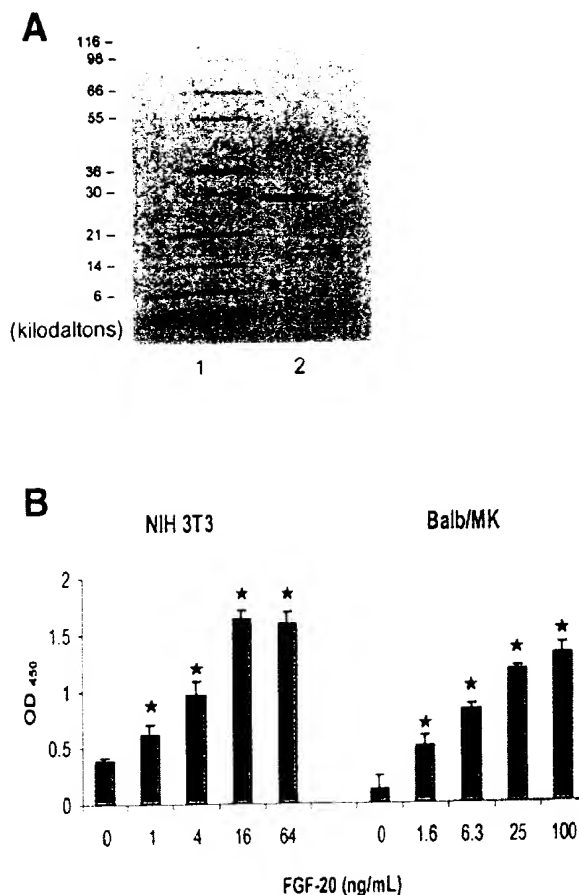 A
116 –
98 –
66 –
55 –
36 –
30 –
21 –
14 –
6 –
(kilodaltons)
1 2
B
NIH 3T3 Balb/MK
2
1.5
1
0.5
0
OD 450
0 1 4 16 64 0 1.6 6.3 25 100
FGF-20 (ng/mL)